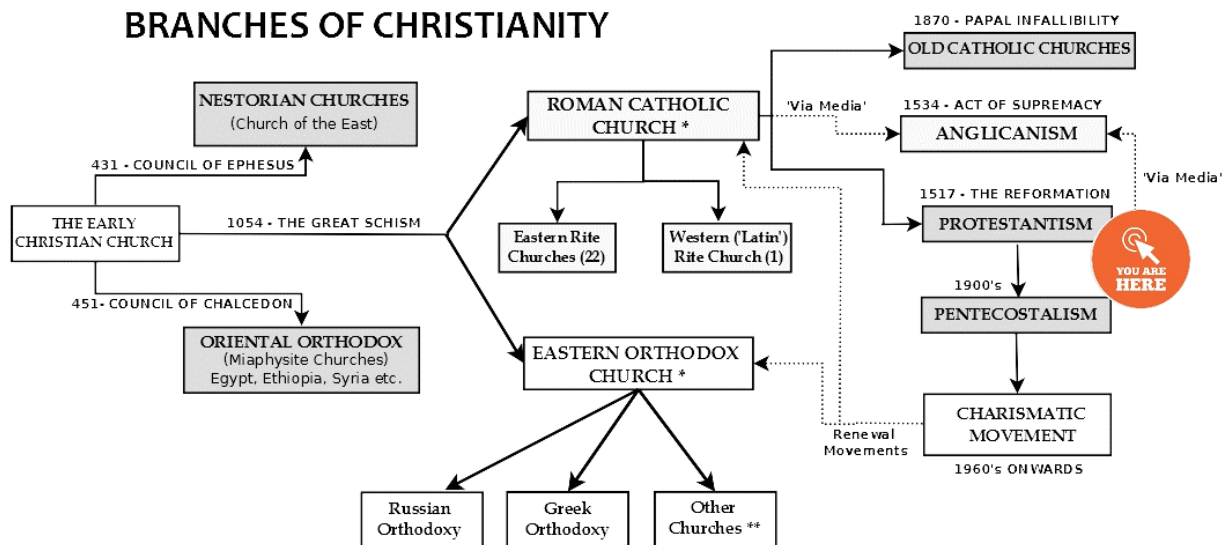 BRANCHES OF CHRISTIANITY
1870 - PAPAL INFALLIBILITY
OLD CATHOLIC CHURCHES
NESTORIAN CHURCHES
(Church of the East)
ROMAN CATHOLIC
CHURCH *
'Via Media'
1534 - ACT OF SUPREMACY
ANGLICANISM
431 - COUNCIL OF EPHESUS
'Via Media'
THE EARLY
CHRISTIAN CHURCH
1054 - THE GREAT SCHISM
Eastern Rite
Churches (22)
Western ('Latin')
Rite Church (1)
1517 - THE REFORMATION
PROTESTANTISM
YOU ARE
HERE
451- COUNCIL OF CHALCEDON
1900's
PENTECOSTALISM
ORIENTAL ORTHODOX
(Miaphysite Churches)
Egypt, Ethiopia, Syria etc.
EASTERN ORTHODOX
CHURCH *
Renewal
Movements
CHARISMATIC
MOVEMENT
1960's ONWARDS
Russian
Orthodoxy
Greek
Orthodoxy
Other
Churches **